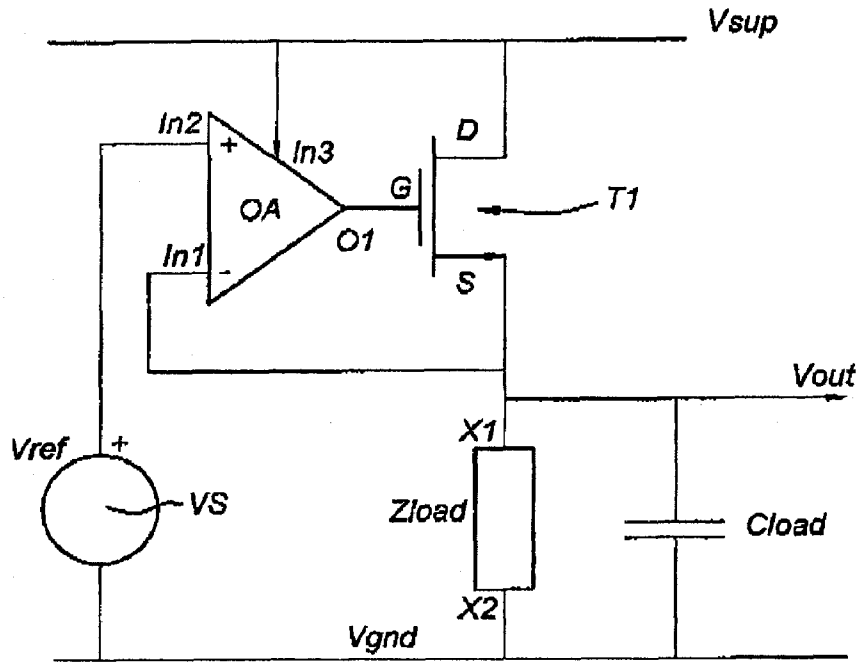 Vsup
In2
+
In3
D
G
T1
OA
O1
In1
-
S
Vout
X1
Vref
+
VS
Zload
Cload
X2
Vgnd